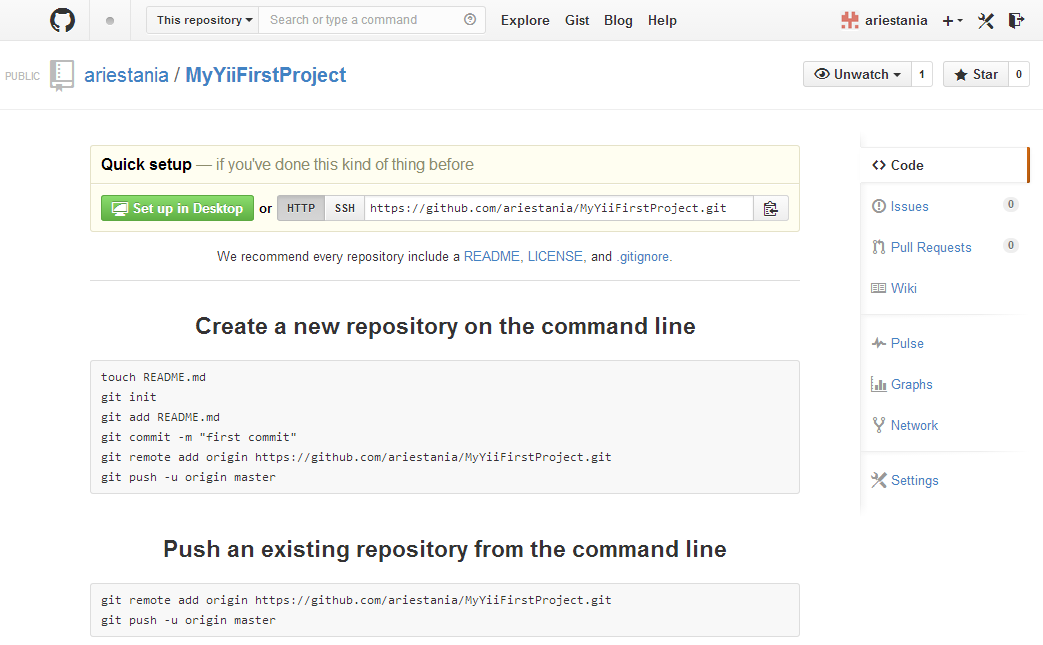 This repository Search or type a command Explore Gist Blog Help ariestania
PUBLIC ariestania / MyYiiFirstProject Unwatch 1 Star 0
Quick setup — if you've done this kind of thing before
Set up in Desktop or HTTP SSH https://github.com/ariestania/MyYiiFirstProject.git
We recommend every repository include a README, LICENSE, and .gitignore.
Create a new repository on the command line
touch README.md
git init
git add README.md
git commit -m "first commit"
git remote add origin https://github.com/ariestania/MyYiiFirstProject.git
git push -u origin master
Push an existing repository from the command line
git remote add origin https://github.com/ariestania/MyYiiFirstProject.git
git push -u origin master
Code
Issues 0
Pull Requests 0
Wiki
Pulse
Graphs
Network
Settings